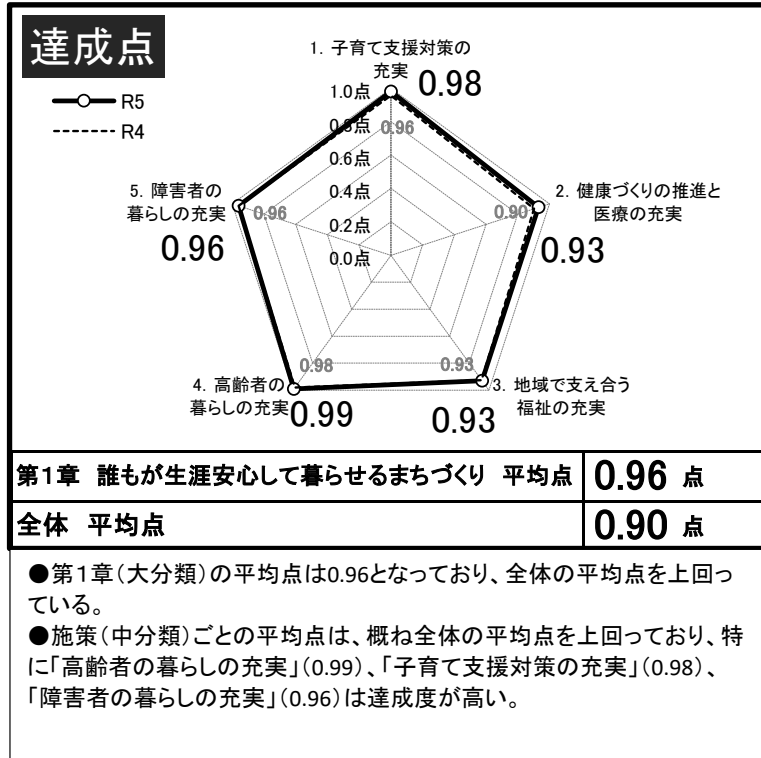 達成点
R5
R4
1. 子育て支援対策の
充実
0.98
1.0点
0.8点
0.96
0.6点
0.4点
0.2点
0.0点
2. 健康づくりの推進と
医療の充実
0.90
0.93
5. 障害者の
暮らしの充実
0.96
0.96
0.98
4. 高齢者の
暮らしの充実
0.99
0.93
3. 地域で支え合う
福祉の充実
0.93
第1章 誰もが生涯安心して暮らせるまちづくり 平均点 0.96 点
全体 平均点 0.90 点
●第1章(大分類)の平均点は0.96となっており、全体の平均点を上回っ
ている。
●施策(中分類)ごとの平均点は、概ね全体の平均点を上回っており、特
に「高齢者の暮らしの充実」(0.99)、「子育て支援対策の充実」(0.98)、
「障害者の暮らしの充実」(0.96)は達成度が高い。